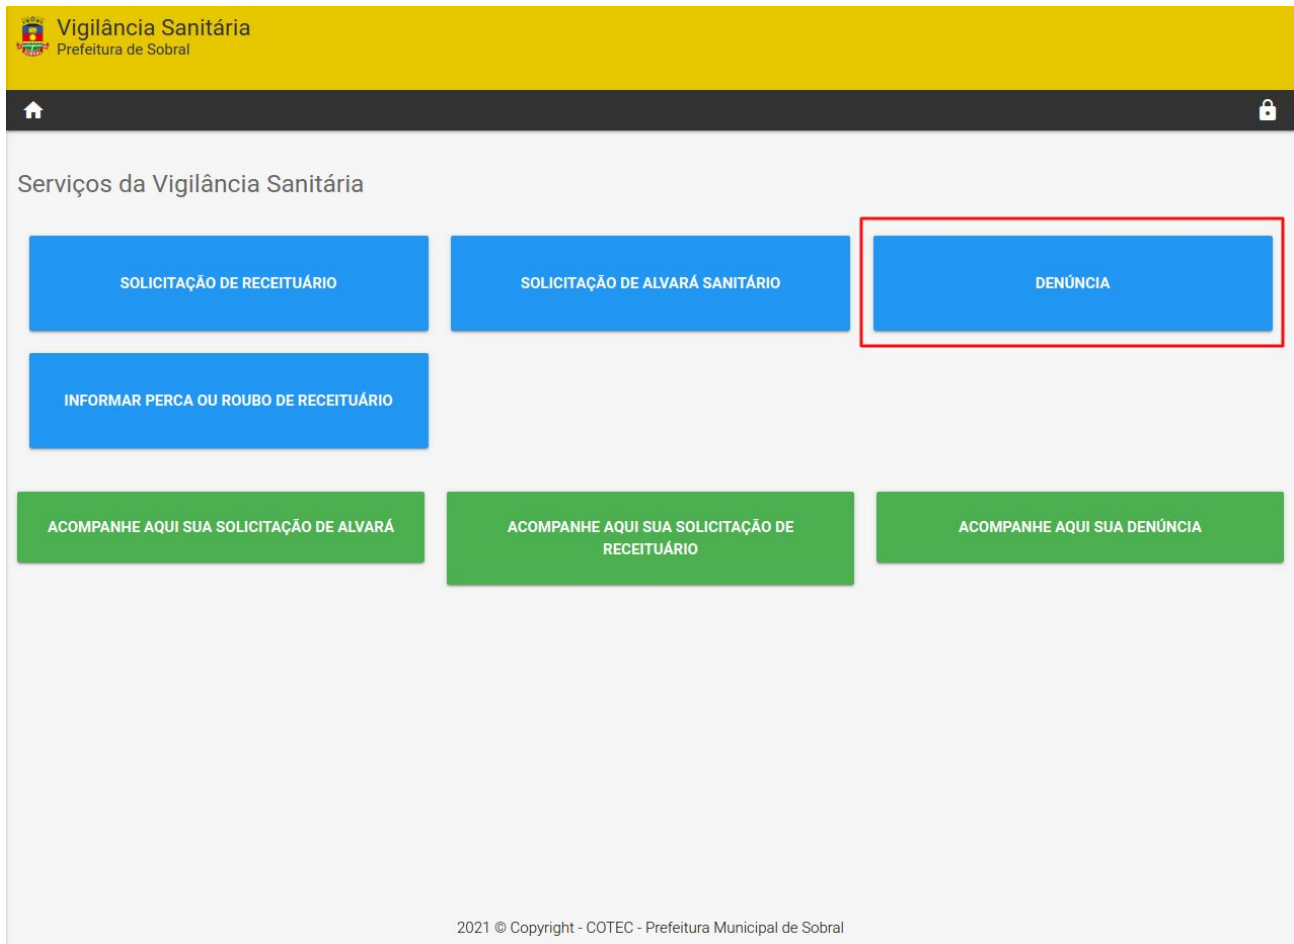 Vigilância Sanitária
Prefeitura de Sobral
Serviços da Vigilância Sanitária
SOLICITAÇÃO DE RECEITUÁRIO
SOLICITAÇÃO DE ALVARÁ SANITÁRIO
DENÚNCIA
INFORMAR PERCA OU ROUBO DE RECEITUÁRIO
ACOMPANHE AQUI SUA SOLICITAÇÃO DE ALVARÁ
ACOMPANHE AQUI SUA SOLICITAÇÃO DE
RECEITUÁRIO
ACOMPANHE AQUI SUA DENÚNCIA
2021 © Copyright - COTEC - Prefeitura Municipal de Sobral